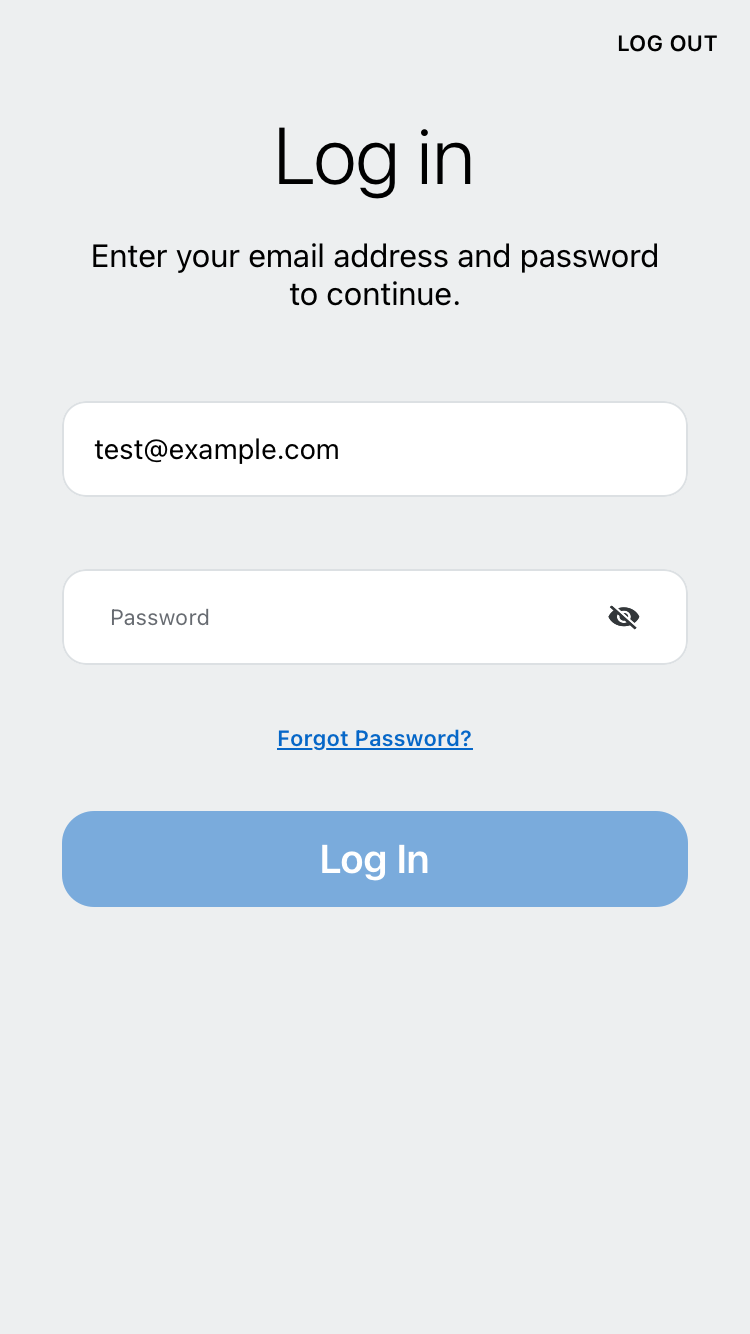 LOG OUT
Log in
Enter your email address and password
to continue.
test@example.com
Password
Forgot Password?
Log In